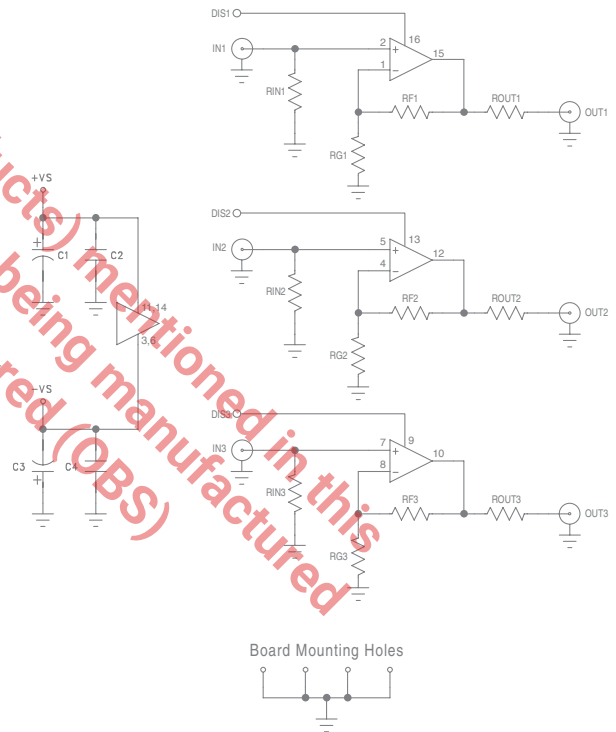 DIS1
16
IN1
2
+
15
1
−
RIN1
RF1
ROUT1
OUT1
RG1
DIS2
13
IN2
5
+
12
4
−
RIN2
RF2
ROUT2
OUT2
RG2
DIS3
9
IN3
7
+
10
8
−
RIN3
RF3
ROUT3
OUT3
RG3
+VS
+
C1
C2
11,14
3,6
-VS
C3
+
C4
Board Mounting Holes
ucts) mentioned in this
being manufactured
red (OBS)